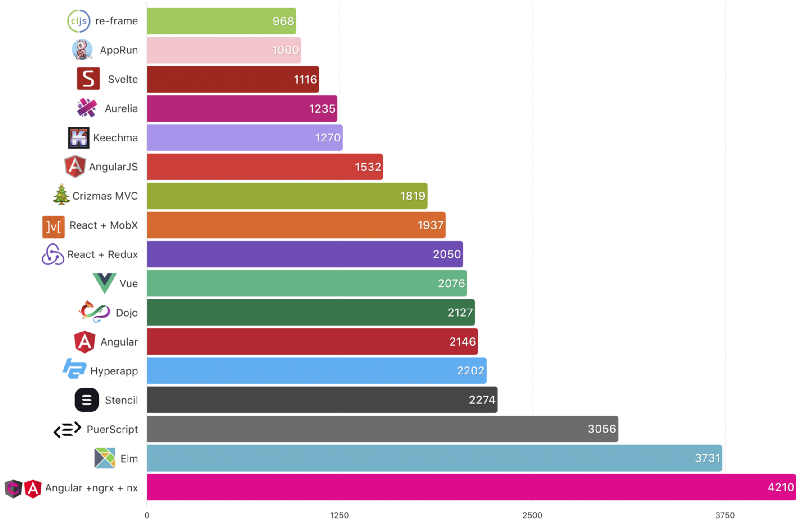 cljs re-frame 968
AppRun 1000
S Svelte 1116
Aurelia 1235
K Keechma 1270
A AngularJS 1532
Crizmas MVC 1819
]v[ React + MobX 1937
React + Redux 2050
Vue 2076
Dojo 2127
A Angular 2146
Hyperapp 2202
Stencil 2274
PuerScript 3056
Elm 3731
A Angular +ngrx + nx 4210
0 1250 2500 3750